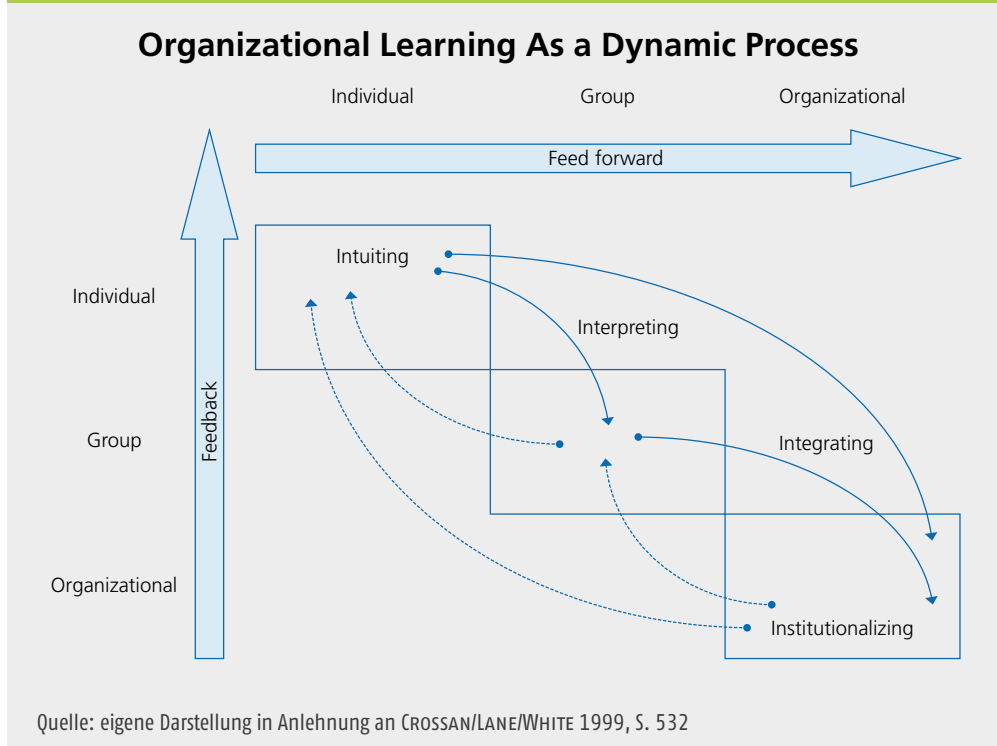 Organizational Learning As a Dynamic Process
Individual Group Organizational
Feed forward
Feedback
Individual
Intuiting
Interpreting
Group
Integrating
Organizational
Institutionalizing
Quelle: eigene Darstellung in Anlehnung an CROSSAN/LANE/WHITE 1999, S. 532